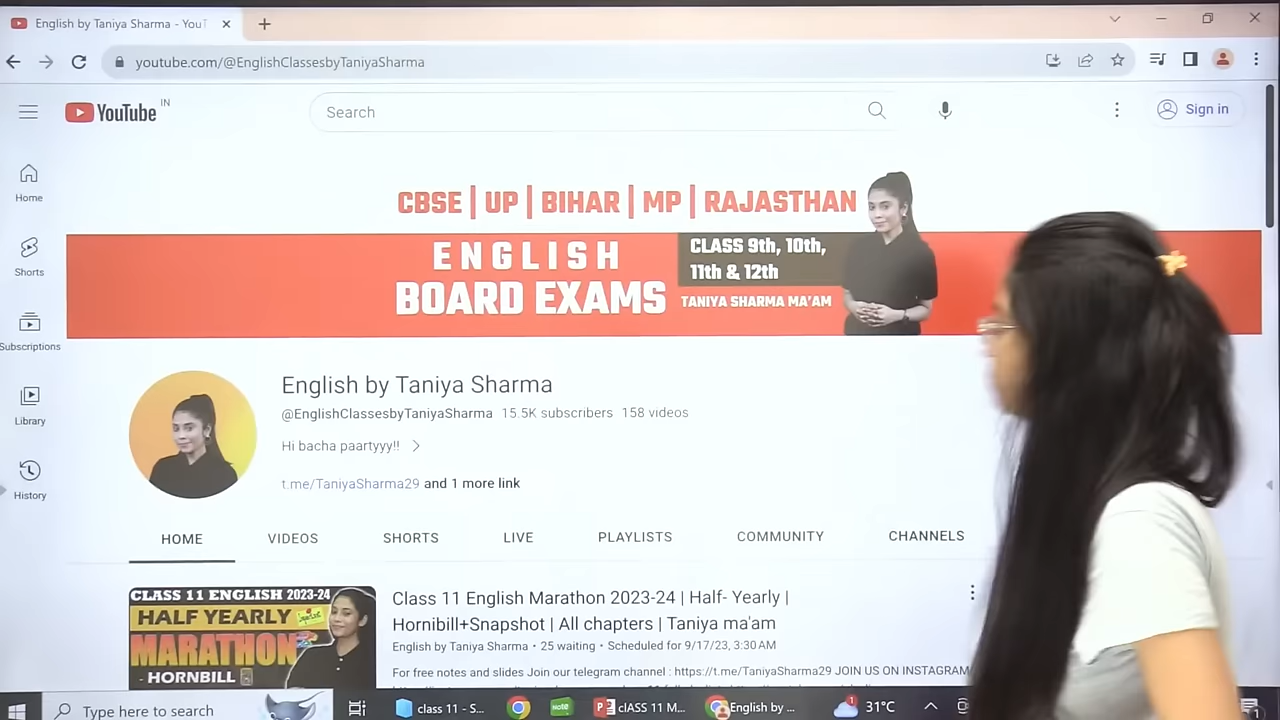 English by Taniya Sharma - YouT
youtube.com/@EnglishClassesbyTaniyaSharma
YouTube IN
Search
Sign in
Home
Shorts
Subscriptions
Library
History
CBSE | UP | BIHAR | MP | RAJASTHAN
ENGLISH
BOARD EXAMS
CLASS 9th, 10th,
11th & 12th
TANIYA SHARMA MA'AM
English by Taniya Sharma
@EnglishClassesbyTaniyaSharma 15.5K subscribers 158 videos
Hi bacha paartyyy!!
t.me/TaniyaSharma29 and 1 more link
HOME VIDEOS SHORTS LIVE PLAYLISTS COMMUNITY CHANNELS
CLASS 11 ENGLISH 2023-24
HALF YEARLY
MARATHON
- HORNBILL
Class 11 English Marathon 2023-24 | Half- Yearly |
Hornibill+Snapshot | All chapters | Taniya ma'am
English by Taniya Sharma • 25 waiting • Scheduled for 9/17/23, 3:30 AM
For free notes and slides Join our telegram channel : https://t.me/TaniyaSharma29 JOIN US ON INSTAGRAM
Type here to search
class 11 - S...
note
clASS 11 M...
English by ...
1
31°C
1